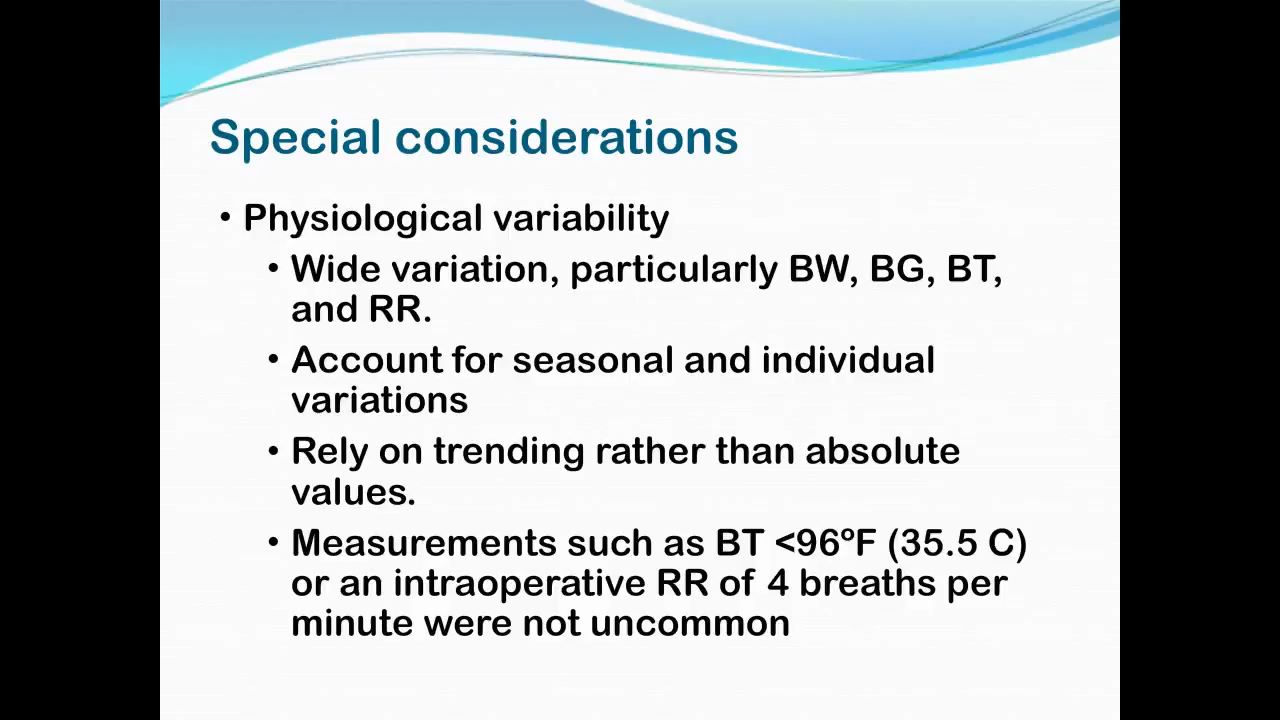 Special considerations
• Physiological variability
• Wide variation, particularly BW, BG, BT,
and RR.
• Account for seasonal and individual
variations
• Rely on trending rather than absolute
values.
• Measurements such as BT <96ºF (35.5 C)
or an intraoperative RR of 4 breaths per
minute were not uncommon